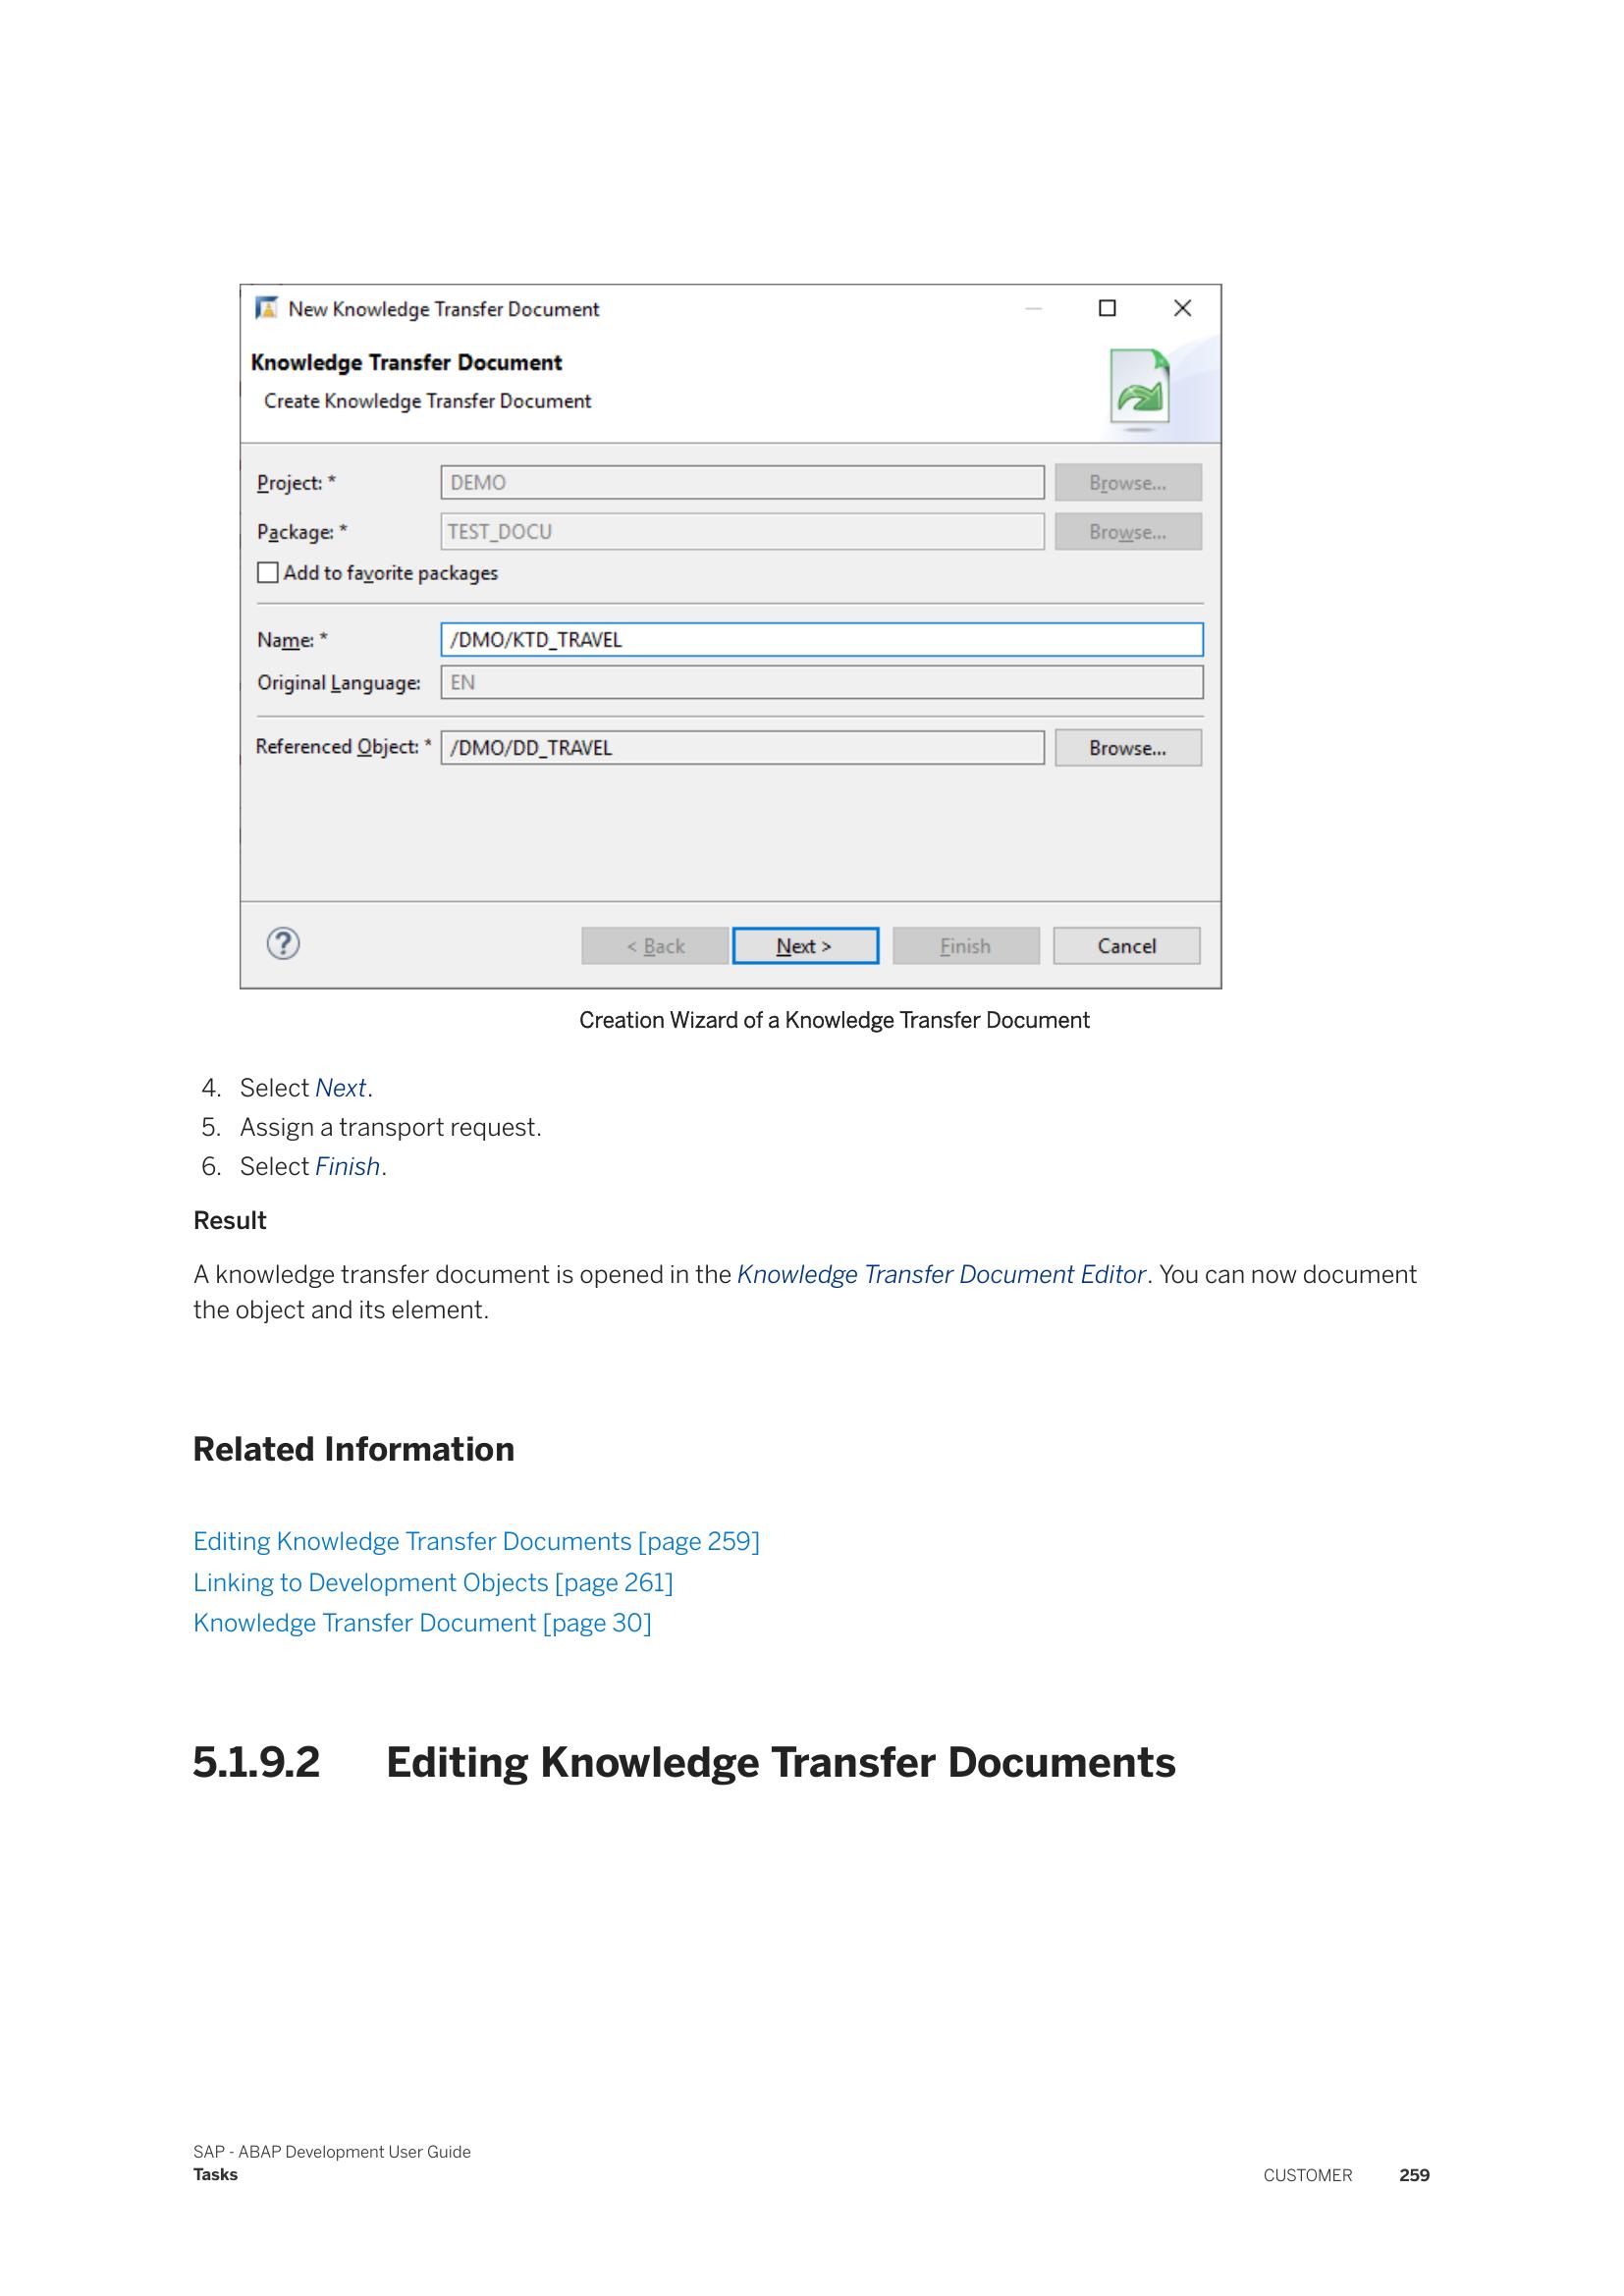 New Knowledge Transfer Document
Knowledge Transfer Document
Create Knowledge Transfer Document
Project: * DEMO Browse...
Package: * TEST_DOCU Browse...
Add to favorite packages
Name: * /DMO/KTD_TRAVEL
Original Language: EN
Referenced Object: * /DMO/DD_TRAVEL Browse...
? < Back Next > Finish Cancel
Creation Wizard of a Knowledge Transfer Document
4. Select Next.
5. Assign a transport request.
6. Select Finish.
Result
A knowledge transfer document is opened in the Knowledge Transfer Document Editor. You can now document
the object and its element.
Related Information
Editing Knowledge Transfer Documents [page 259]
Linking to Development Objects [page 261]
Knowledge Transfer Document [page 30]
5.1.9.2 Editing Knowledge Transfer Documents
SAP - ABAP Development User Guide
Tasks CUSTOMER 259